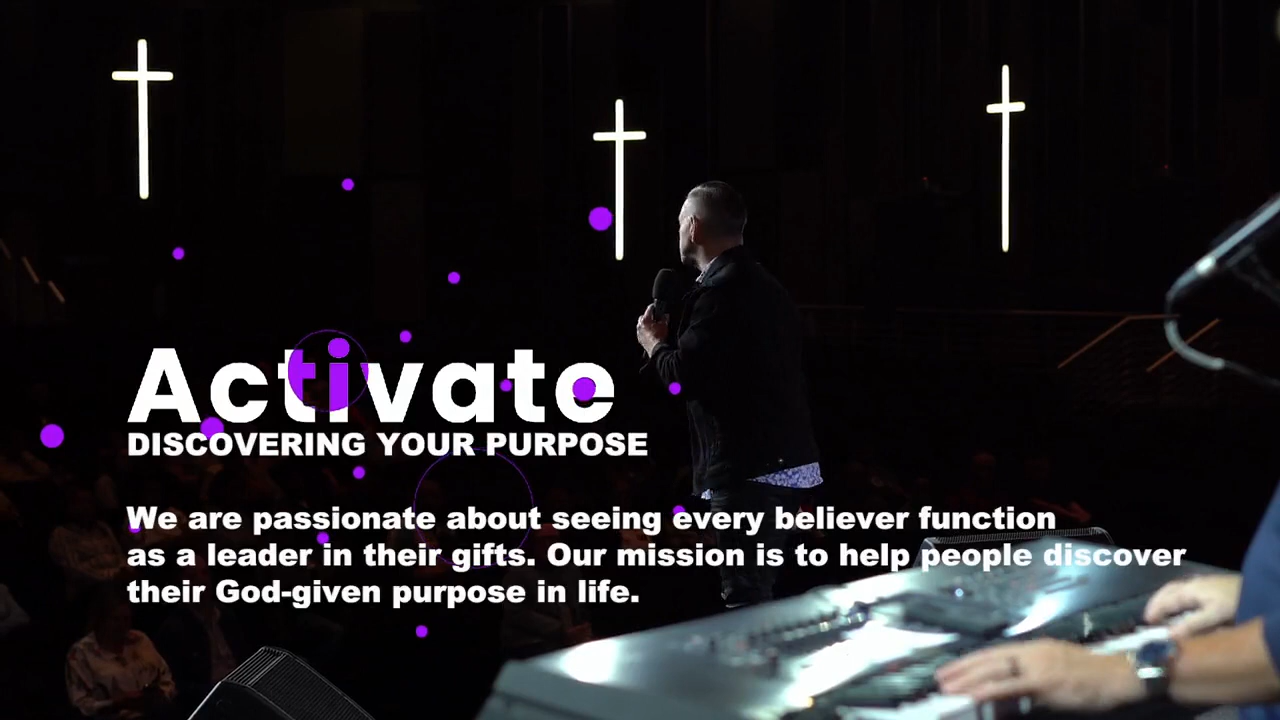 Activate
DISCOVERING YOUR PURPOSE
We are passionate about seeing every believer function
as a leader in their gifts. Our mission is to help people discover
their God-given purpose in life.